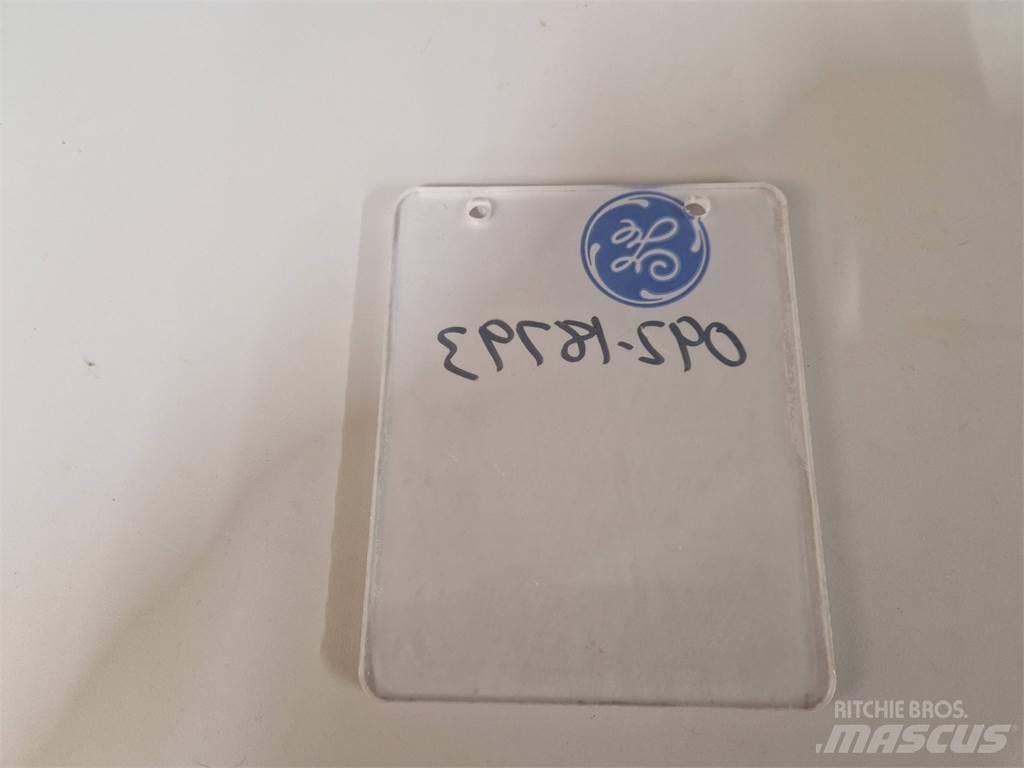 GE
092-18793
RITCHIE BROS.
MASCUS